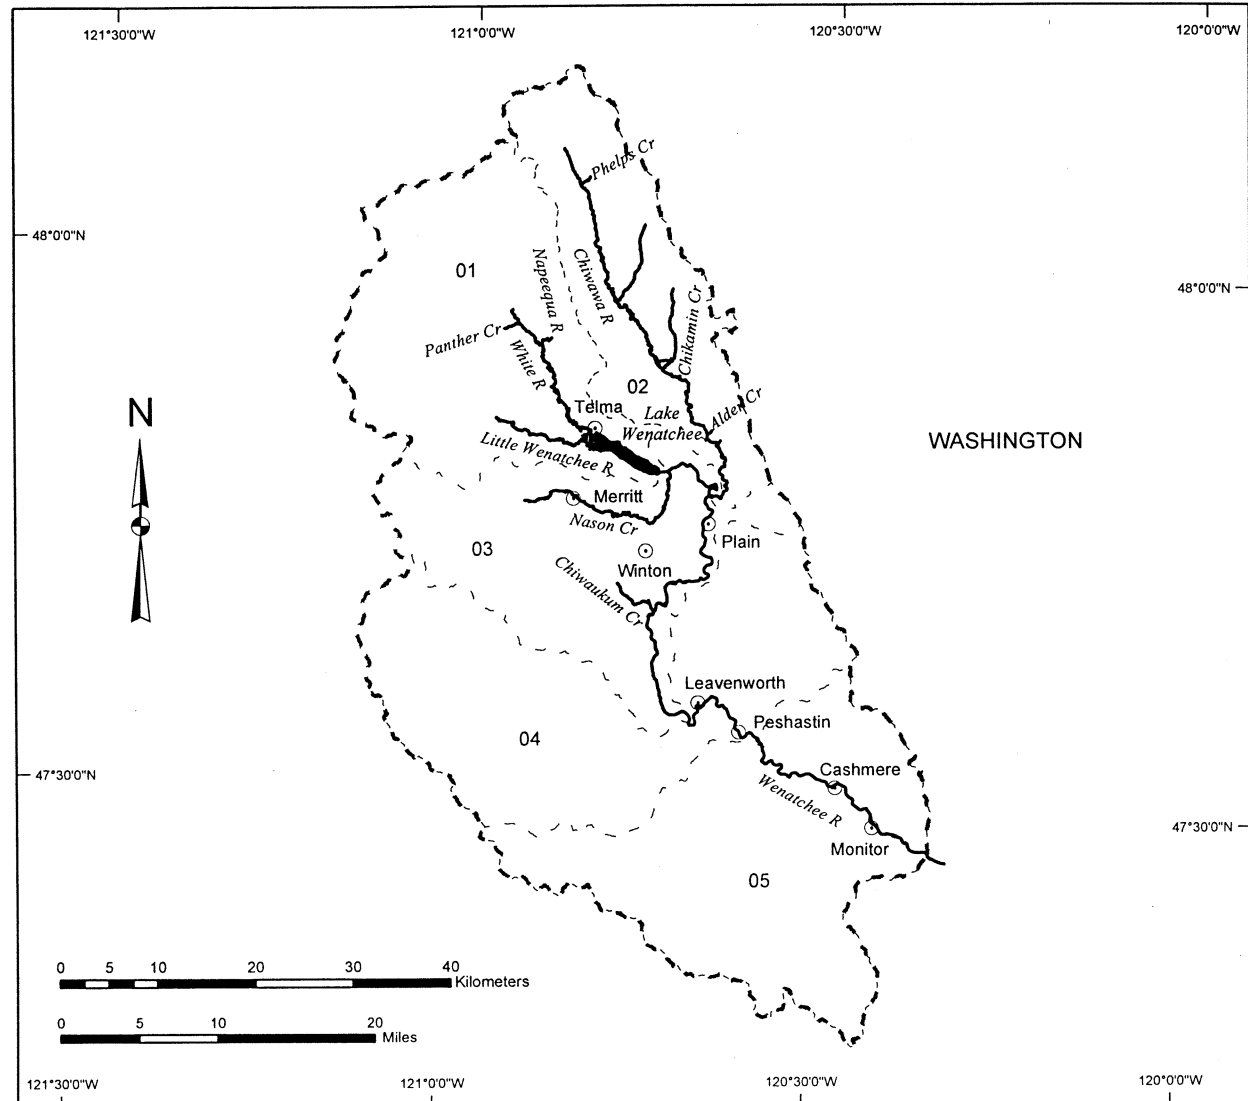 121°30'0"W
121°0'0"W
120°30'0"W
120°0'0"W
Phelps Cr
48°0'0"N
01
Napeequa R
Chiwawa R
48°0'0"N
Chikamin Cr
Panther Cr
White R
02
Telma
Lake
Wenatchee
Alder Cr
N
WASHINGTON
Little Wenatchee R
Merritt
Nason Cr
Plain
03
Winton
Chiwaukum Cr
Leavenworth
Peshastin
04
47°30'0"N
Cashmere
Wenatchee R
47°30'0"N
Monitor
05
0 5 10 20 30 40
Kilometers
0 5 10 20
Miles
121°30'0"W
121°0'0"W
120°30'0"W
120°0'0"W